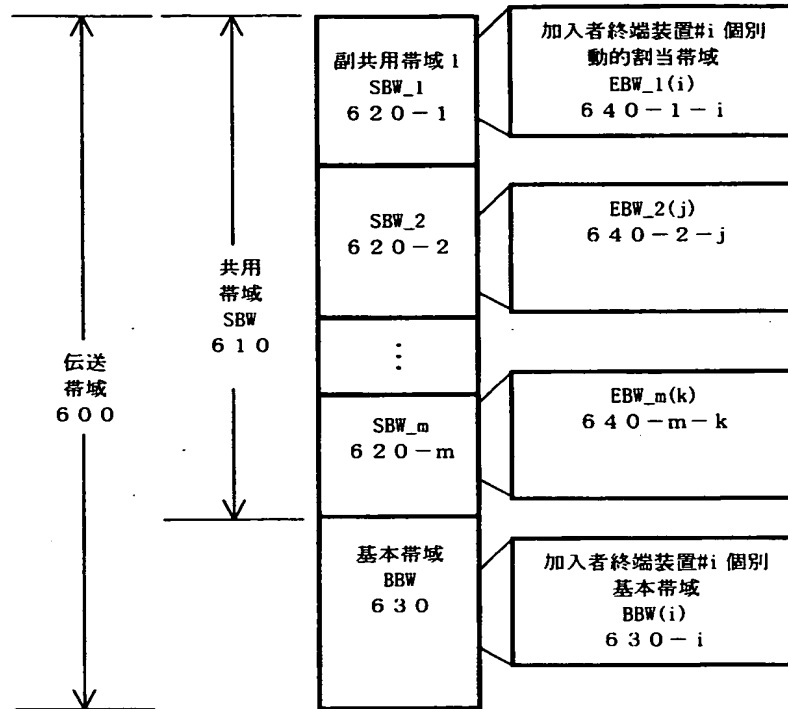 伝送
帯域
６００
共用
帯域
SBW
６１０
副共用帯域１
SBW_1
６２０－１
SBW_2
６２０－２
⋮
SBW_m
６２０－m
基本帯域
BBW
６３０
加入者終端装置#i 個別
動的割当帯域
EBW_1(i)
６４０－１－i
EBW_2(j)
６４０－２－j
EBW_m(k)
６４０－m－k
加入者終端装置#i 個別
基本帯域
BBW(i)
６３０－i